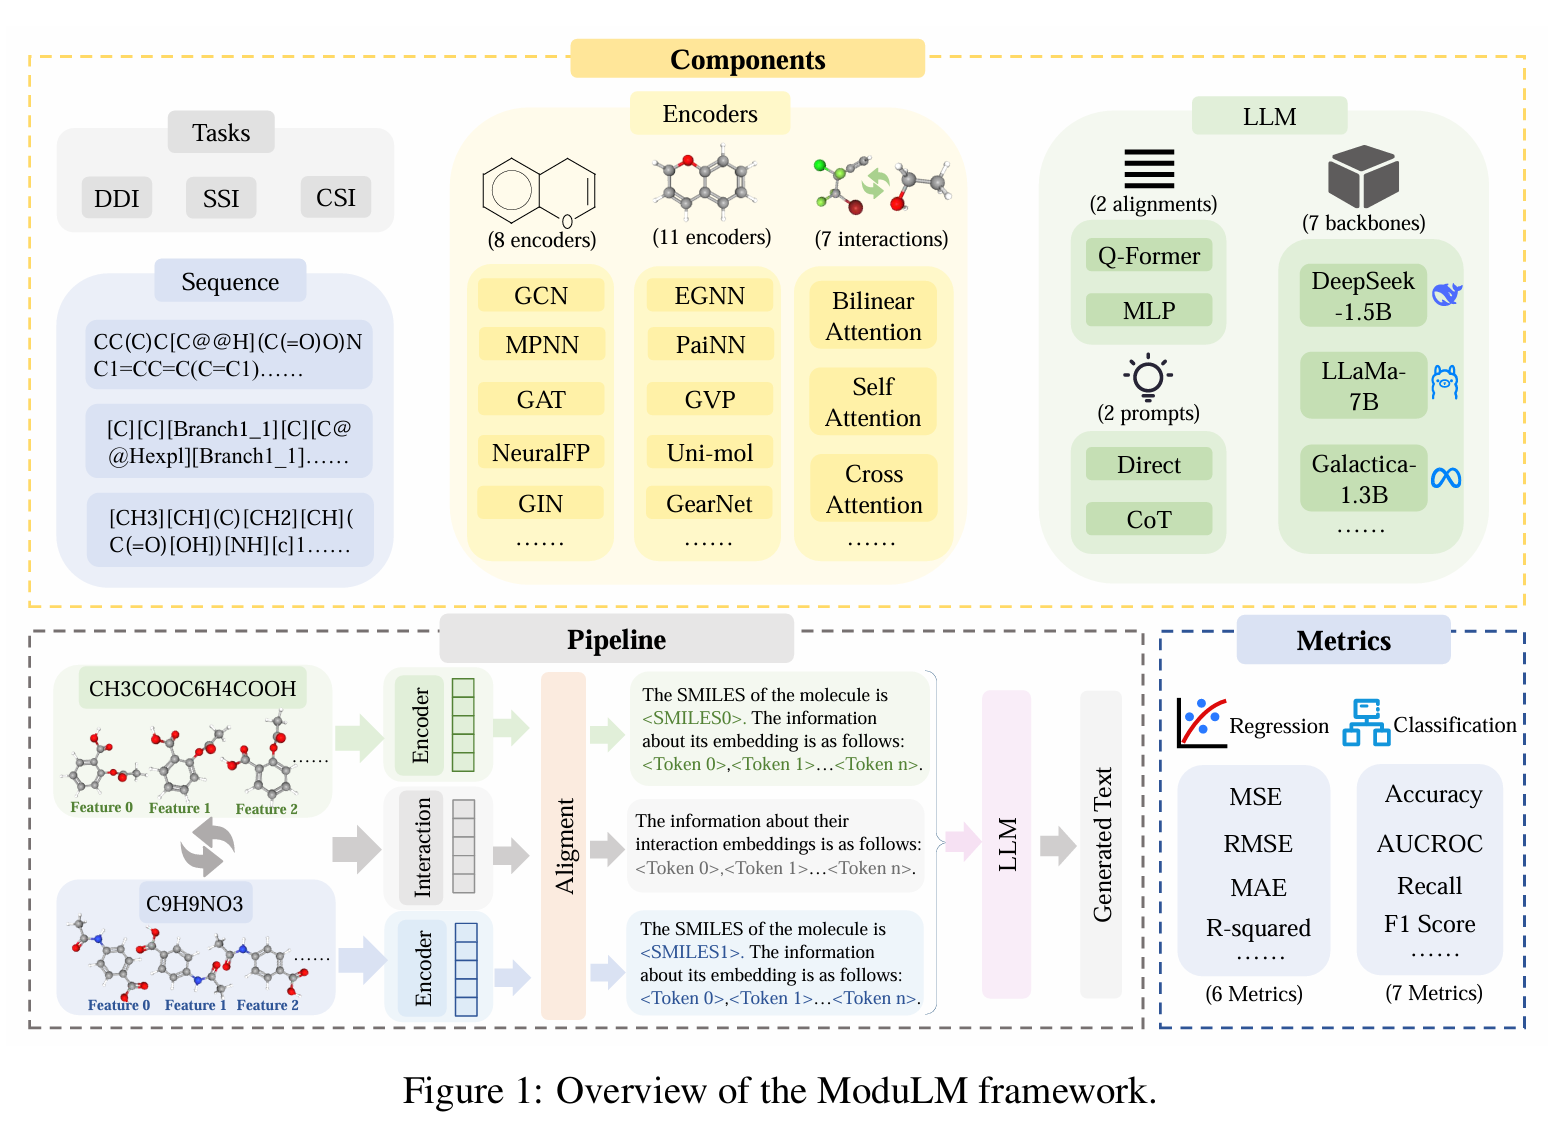 Components
Tasks
DDI
SSI
CSI
Sequence
CC(C)C[C@@H](C(=O)O)N
C1=CC=C(C=C1)......
[C][C][Branch1_1][C][C@
@Hexpl][Branch1_1]......
[CH3][CH](C)[CH2][CH](
C(=O)[OH])[NH][c]1......
Encoders
O
(8 encoders)
(11 encoders)
(7 interactions)
GCN
MPNN
GAT
NeuralFP
GIN
......
EGNN
PaiNN
GVP
Uni-mol
GearNet
......
Bilinear
Attention
Self
Attention
Cross
Attention
......
LLM
(2 alignments)
Q-Former
MLP
(2 prompts)
Direct
CoT
(7 backbones)
DeepSeek
-1.5B
LLaMa-
7B
Galactica-
1.3B
......
Pipeline
CH3COOC6H4COOH
......
Feature 0
Feature 1
Feature 2
C9H9NO3
......
Feature 0
Feature 1
Feature 2
Encoder
Interaction
Encoder
Aligment
The SMILES of the molecule is
<SMILES0>. The information
about its embedding is as follows:
<Token 0>,<Token 1>...<Token n>.
The information about their
interaction embeddings is as follows:
<Token 0>,<Token 1>...<Token n>.
The SMILES of the molecule is
<SMILES1>. The information
about its embedding is as follows:
<Token 0>,<Token 1>...<Token n>.
LLM
Generated Text
Metrics
Regression
Classification
MSE
RMSE
MAE
R-squared
......
(6 Metrics)
Accuracy
AUCROC
Recall
F1 Score
......
(7 Metrics)
Figure 1: Overview of the ModuLM framework.